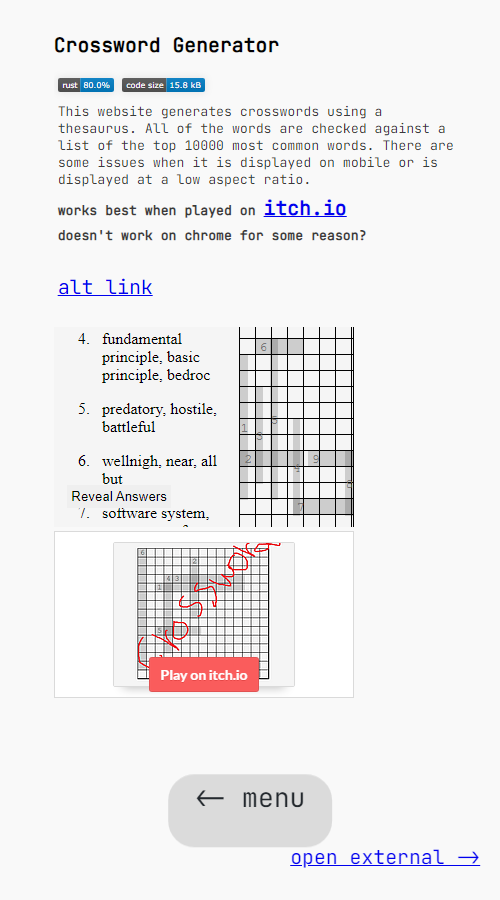 Crossword Generator
rust 80.0% code size 15.8 kB
This website generates crosswords using a
thesaurus. All of the words are checked against a
list of the top 10000 most common words. There are
some issues when it is displayed on mobile or is
displayed at a low aspect ratio.
works best when played on itch.io
doesn't work on chrome for some reason?
alt link
4. fundamental
principle, basic
principle, bedroc
5. predatory, hostile,
battleful
6. wellnigh, near, all
but
Reveal Answers
7. software system,
6
1
5
3
2
9
4
8
7
6
2
4 3
1
5
Crossword
Play on itch.io
← menu
open external →